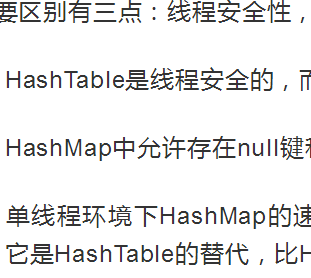 要区别有三点：线程安全性，
HashTable是线程安全的，而
HashMap中允许存在null键和
单线程环境下HashMap的速
它是HashTable的替代，比H